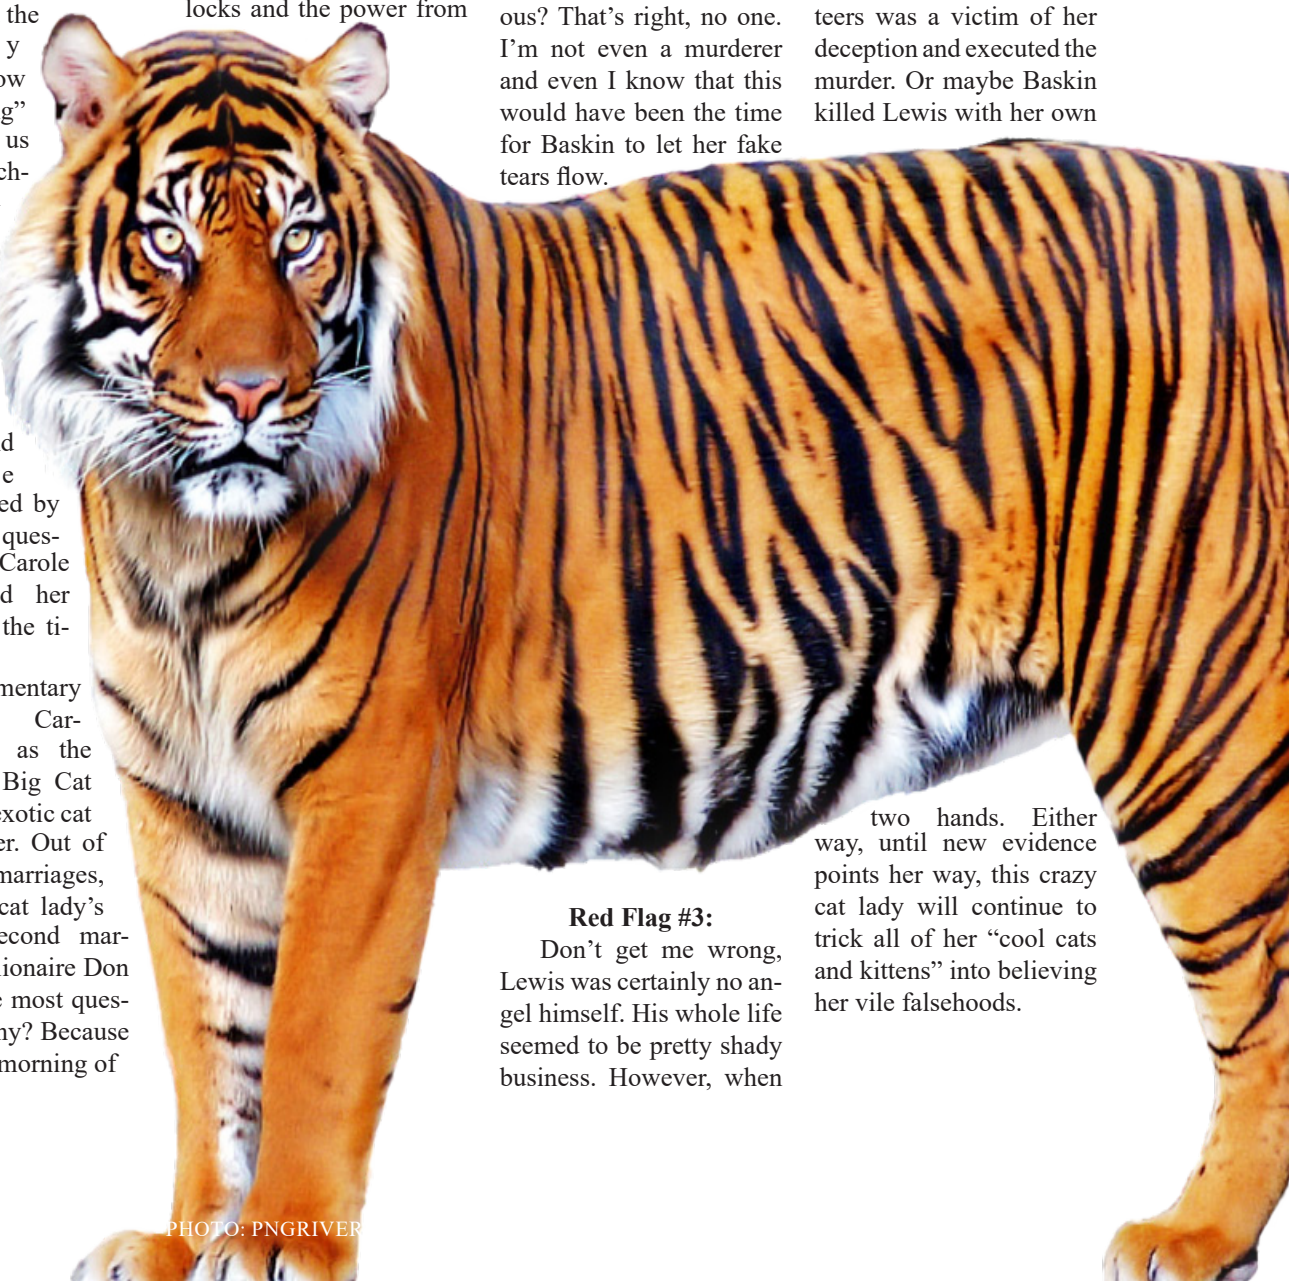 the
y
ow
g”
us
ch-
d
e
ed by
ques-
Carole
d her
the ti-
mentary
Car-
as the
Big Cat
exotic cat
er. Out of
marriages,
cat lady’s
econd mar-
lionaire Don
e most ques-
hy? Because
morning of
locks and the power from
ous? That’s right, no one.
I’m not even a murderer
and even I know that this
would have been the time
for Baskin to let her fake
tears flow.
Red Flag #3:
Don’t get me wrong,
Lewis was certainly no an-
gel himself. His whole life
seemed to be pretty shady
business. However, when
teers was a victim of her
deception and executed the
murder. Or maybe Baskin
killed Lewis with her own
two hands. Either
way, until new evidence
points her way, this crazy
cat lady will continue to
trick all of her “cool cats
and kittens” into believing
her vile falsehoods.
PHOTO: PNGRIVER